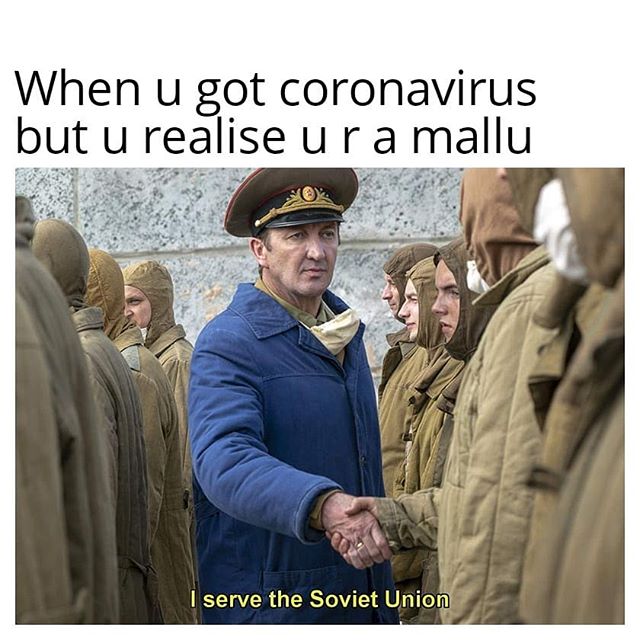 When u got coronavirus
but u realise u r a mallu
I serve the Soviet Union